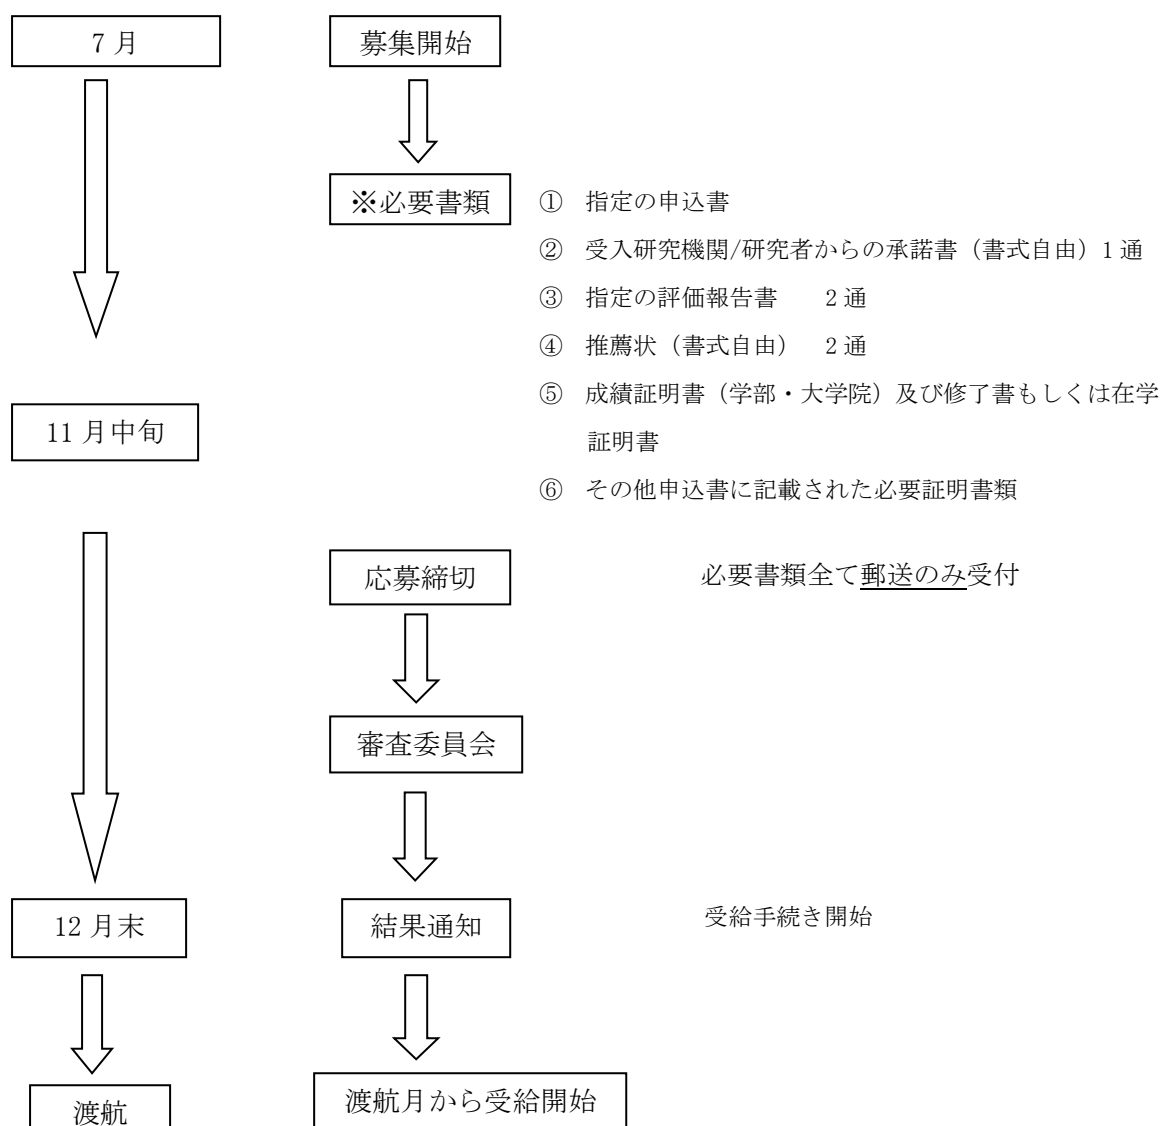 7月
募集開始
※必要書類
① 指定の申込書
② 受入研究機関/研究者からの承諾書（書式自由）1通
③ 指定の評価報告書　　2通
④ 推薦状（書式自由）　2通
⑤ 成績証明書（学部・大学院）及び修了書もしくは在学
証明書
⑥ その他申込書に記載された必要証明書類
11月中旬
応募締切
必要書類全て郵送のみ受付
審査委員会
12月末
結果通知
受給手続き開始
渡航
渡航月から受給開始